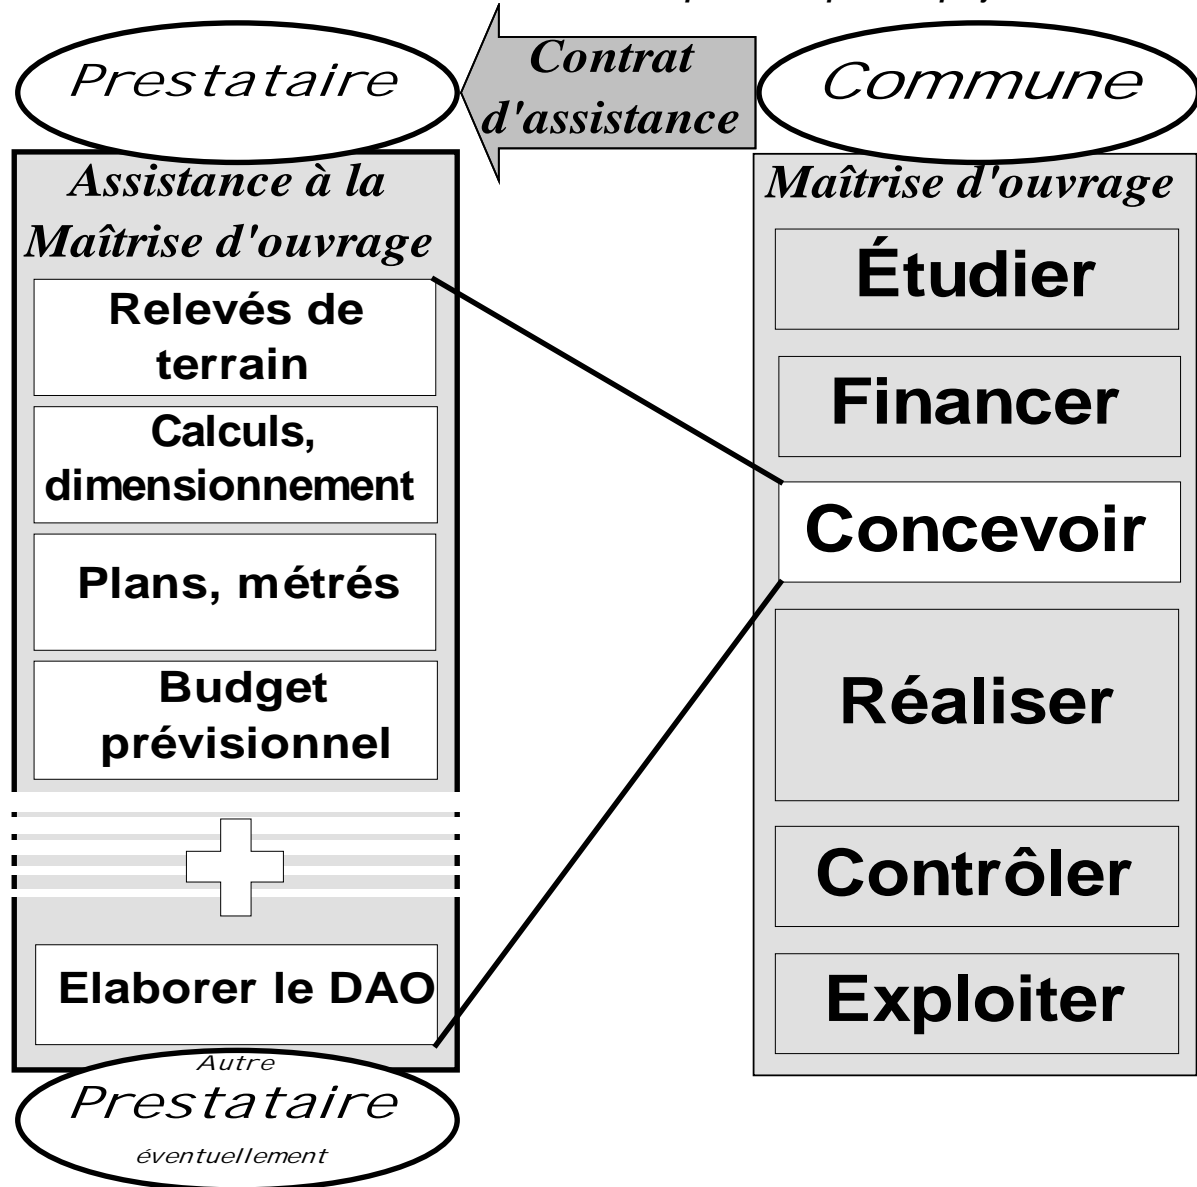 Prestataire
Contrat
d'assistance
Commune
Assistance à la
Maîtrise d'ouvrage
Relevés de
terrain
Calculs,
dimensionnement
Plans, métrés
Budget
prévisionnel
Elaborer le DAO
Autre
Prestataire
éventuellement
Maîtrise d'ouvrage
Étudier
Financer
Concevoir
Réaliser
Contrôler
Exploiter